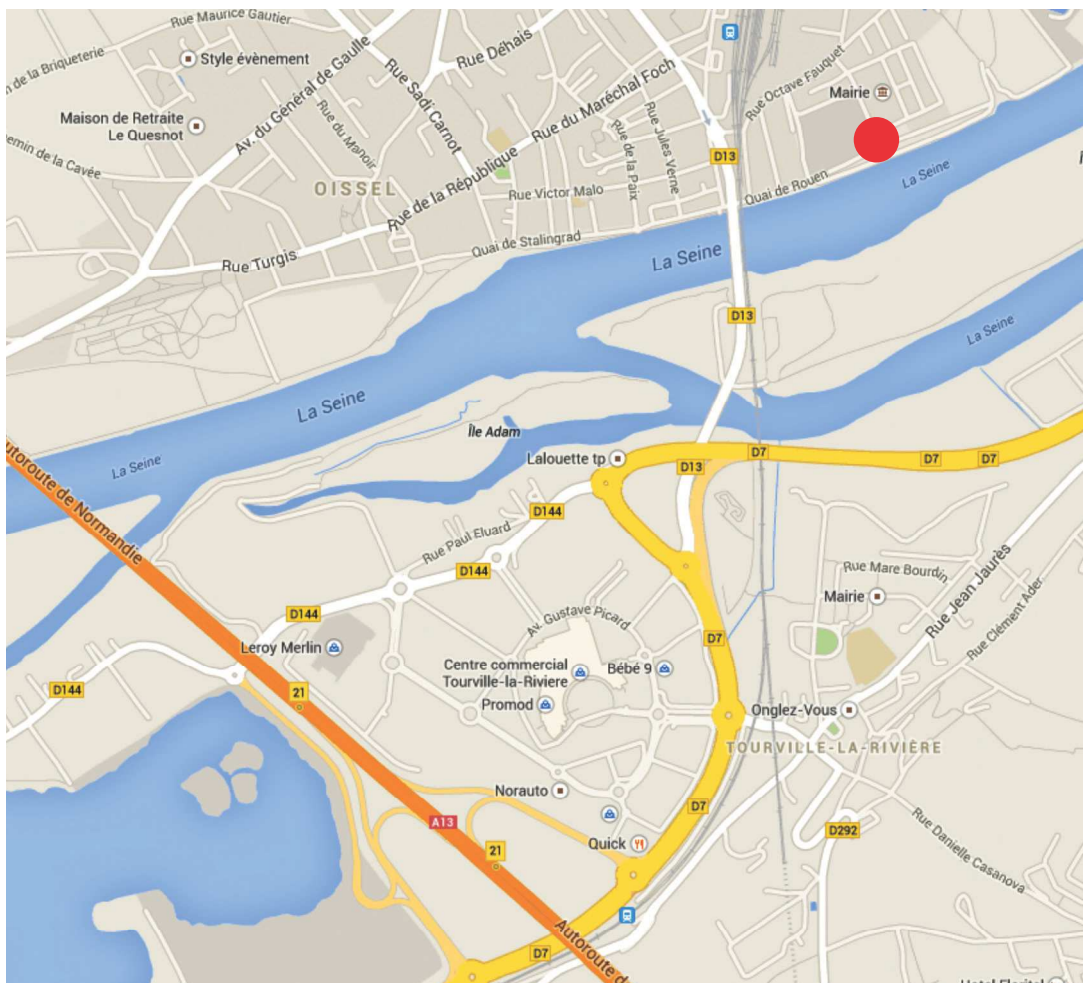 Rue Maurice Gautier
de la Briqueterie
Style évènement
Av. du Général de Gaulle
Rue Déhais
Rue Sadi Carnot
Rue du Maréchal Foch
Rue Octave Fauquet
Mairie
Maison de Retraite
Le Quesnot
Rue du Manoir
Chemin de la Cavée
OISSEL
Rue de la République
Rue de la Paix
Rue Jules Verne
D13
Rue Victor Malo
Quai de Rouen
La Seine
Quai de Stalingrad
Rue Turgis
La Seine
D13
La Seine
La Seine
Île Adam
La Seine
Autoroute de Normandie
Lalouette tp
D13
D7
D7
D7
D144
Rue Paul Eluard
D144
D144
Rue Mare Bourdin
Mairie
Rue Jean Jaurès
Rue Clément Ader
Av. Gustave Picard
D7
Leroy Merlin
Centre commercial
Tourville-la-Riviere
Bébé 9
Promod
D144
21
Onglez-Vous
TOURVILLE-LA-RIVIÈRE
Norauto
D7
A13
D292
Quick
21
Rue Danielle Casanova
Autoroute de
D7